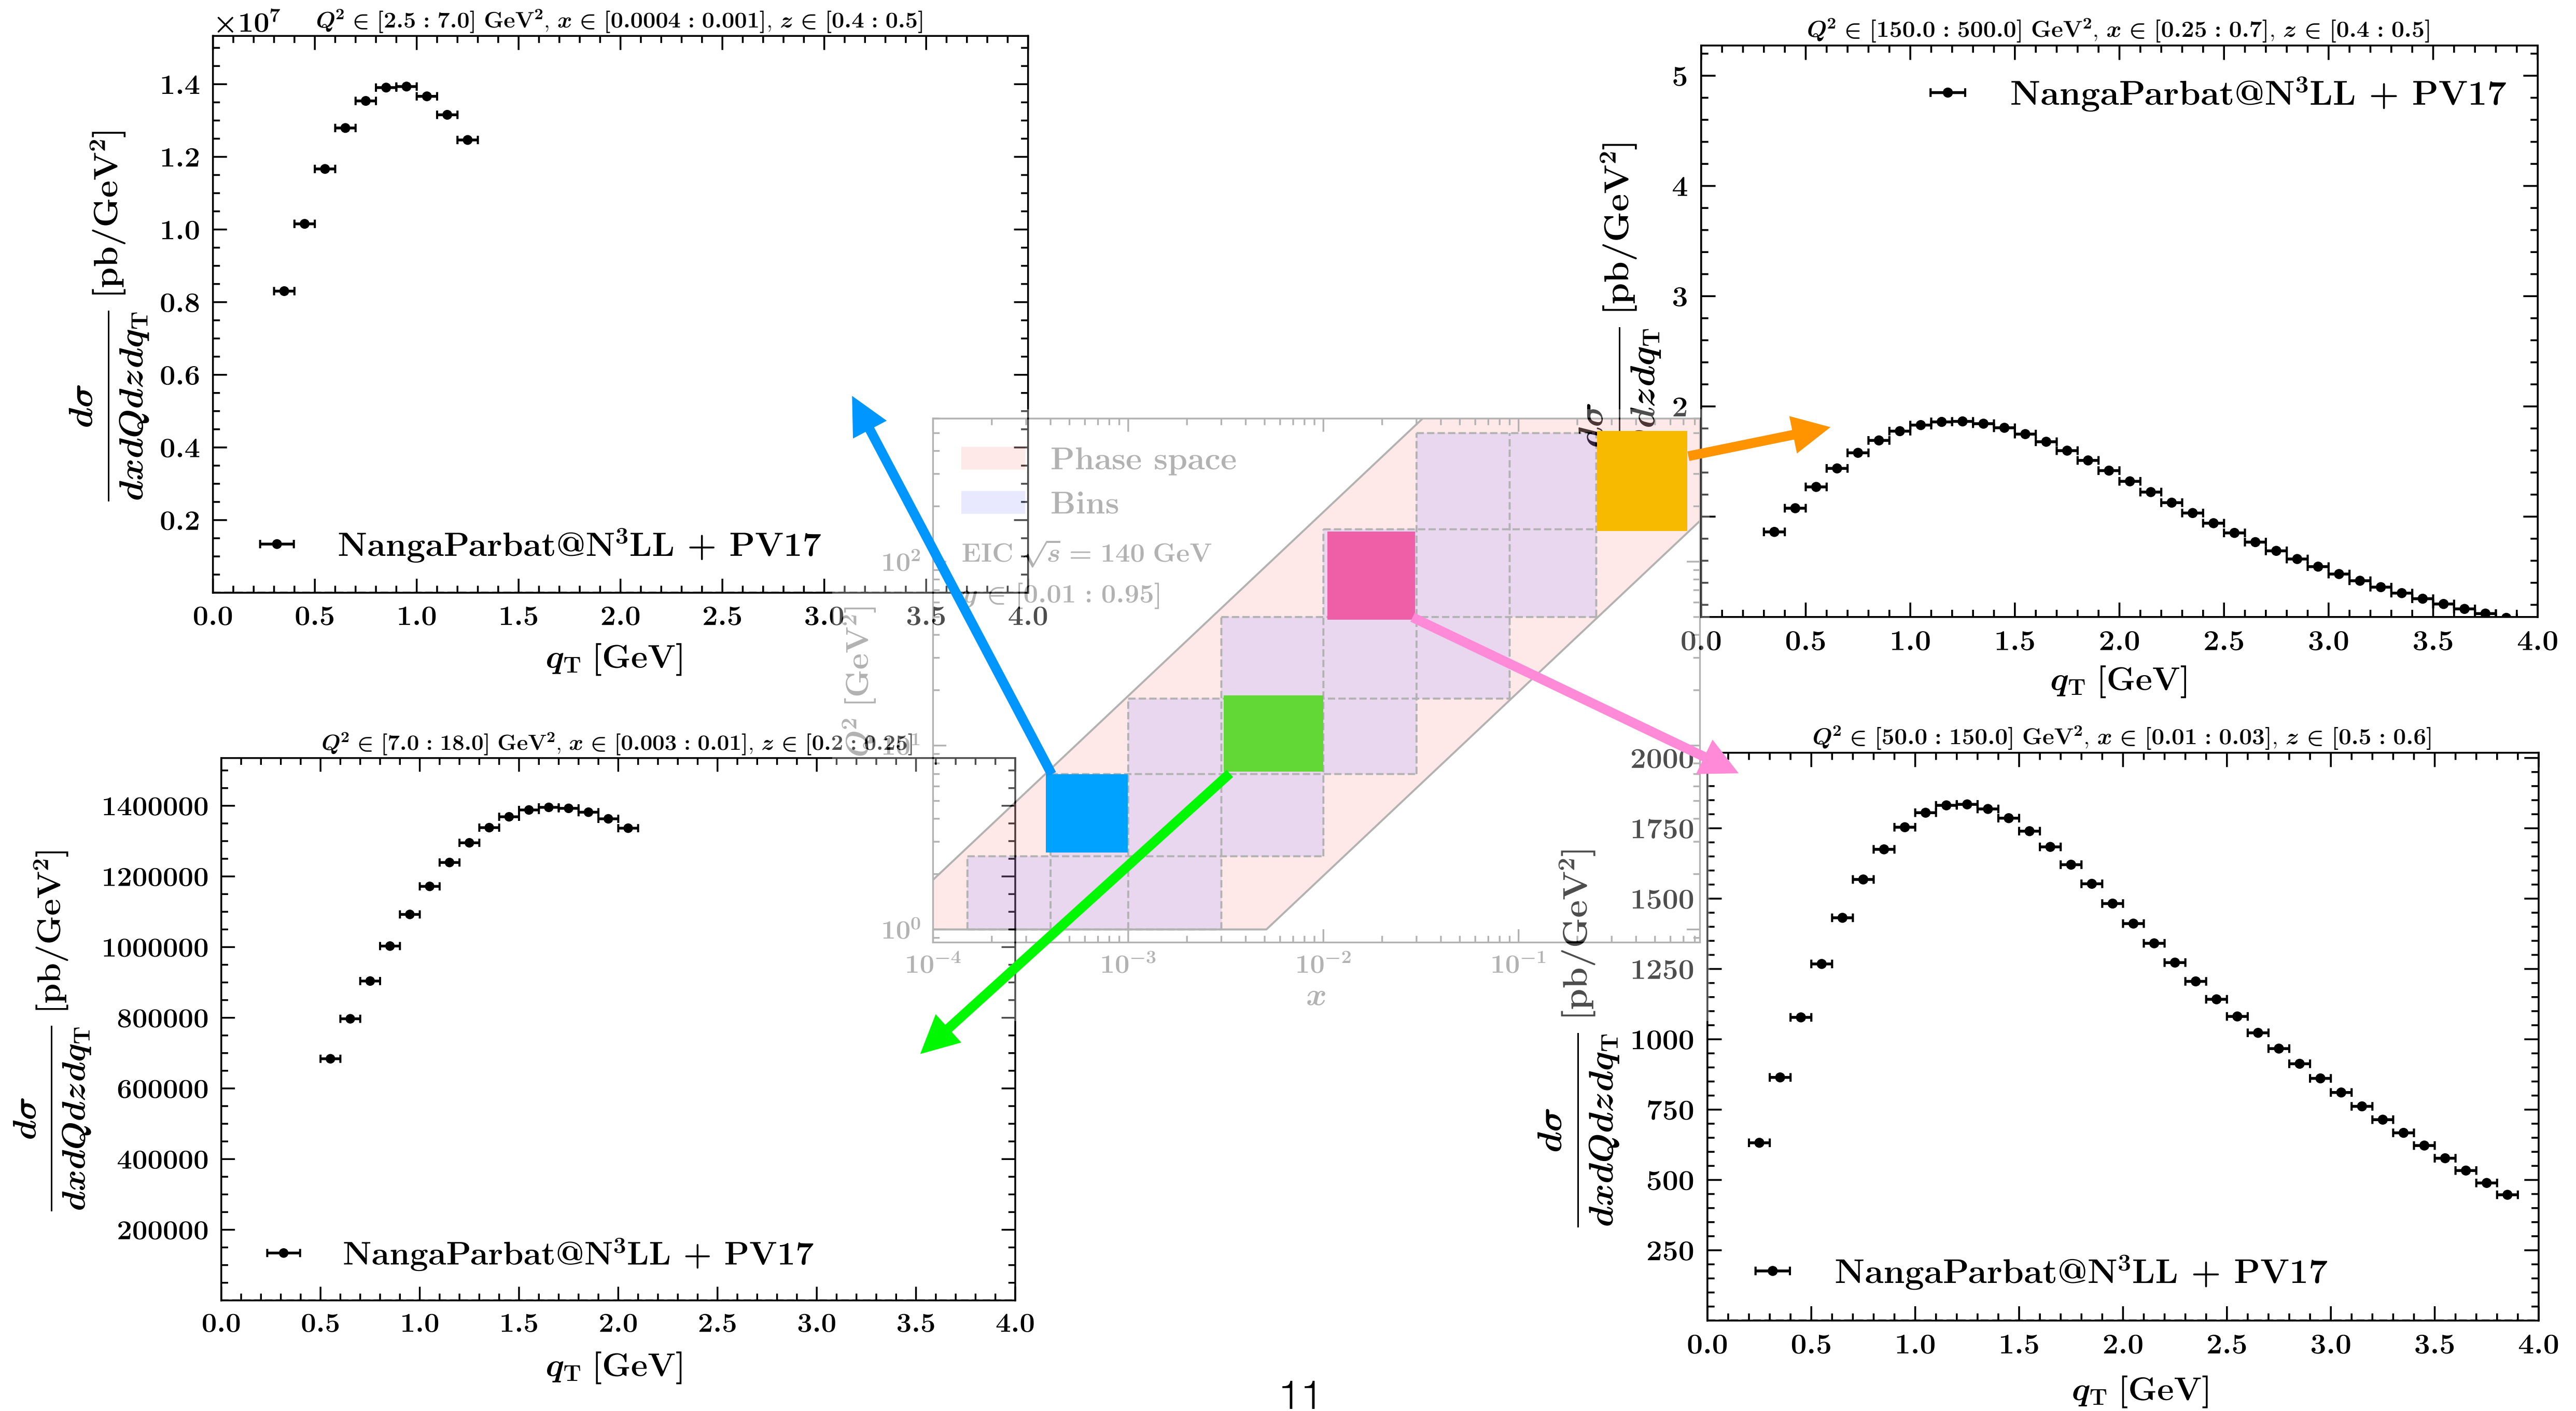 ×10⁷
Q² ∈ [2.5 : 7.0] GeV², x ∈ [0.0004 : 0.001], z ∈ [0.4 : 0.5]
1.4
1.2
1.0
0.8
0.6
0.4
0.2
dσ
dxdQdzdq_T
[pb/GeV²]
NangaParbat@N³LL + PV17
0.0 0.5 1.0 1.5 2.0 2.5 3.0 3.5 4.0
q_T [GeV]
Q² ∈ [150.0 : 500.0] GeV², x ∈ [0.25 : 0.7], z ∈ [0.4 : 0.5]
NangaParbat@N³LL + PV17
5
4
3
2
dσ
dzdq_T
[pb/GeV²]
0.0 0.5 1.0 1.5 2.0 2.5 3.0 3.5 4.0
q_T [GeV]
Phase space
Bins
EIC √s = 140 GeV
y ∈ [0.01 : 0.95]
Q² [GeV²]
10²
10¹
10⁰
10⁻⁴ 10⁻³ 10⁻² 10⁻¹
x
Q² ∈ [7.0 : 18.0] GeV², x ∈ [0.003 : 0.01], z ∈ [0.2 : 0.25]
1400000
1200000
1000000
800000
600000
400000
200000
dσ
dxdQdzdq_T
[pb/GeV²]
NangaParbat@N³LL + PV17
0.0 0.5 1.0 1.5 2.0 2.5 3.0 3.5 4.0
q_T [GeV]
Q² ∈ [50.0 : 150.0] GeV², x ∈ [0.01 : 0.03], z ∈ [0.5 : 0.6]
2000
1750
1500
1250
1000
750
500
250
dσ
dxdQdzdq_T
[pb/GeV²]
NangaParbat@N³LL + PV17
0.0 0.5 1.0 1.5 2.0 2.5 3.0 3.5 4.0
q_T [GeV]
11